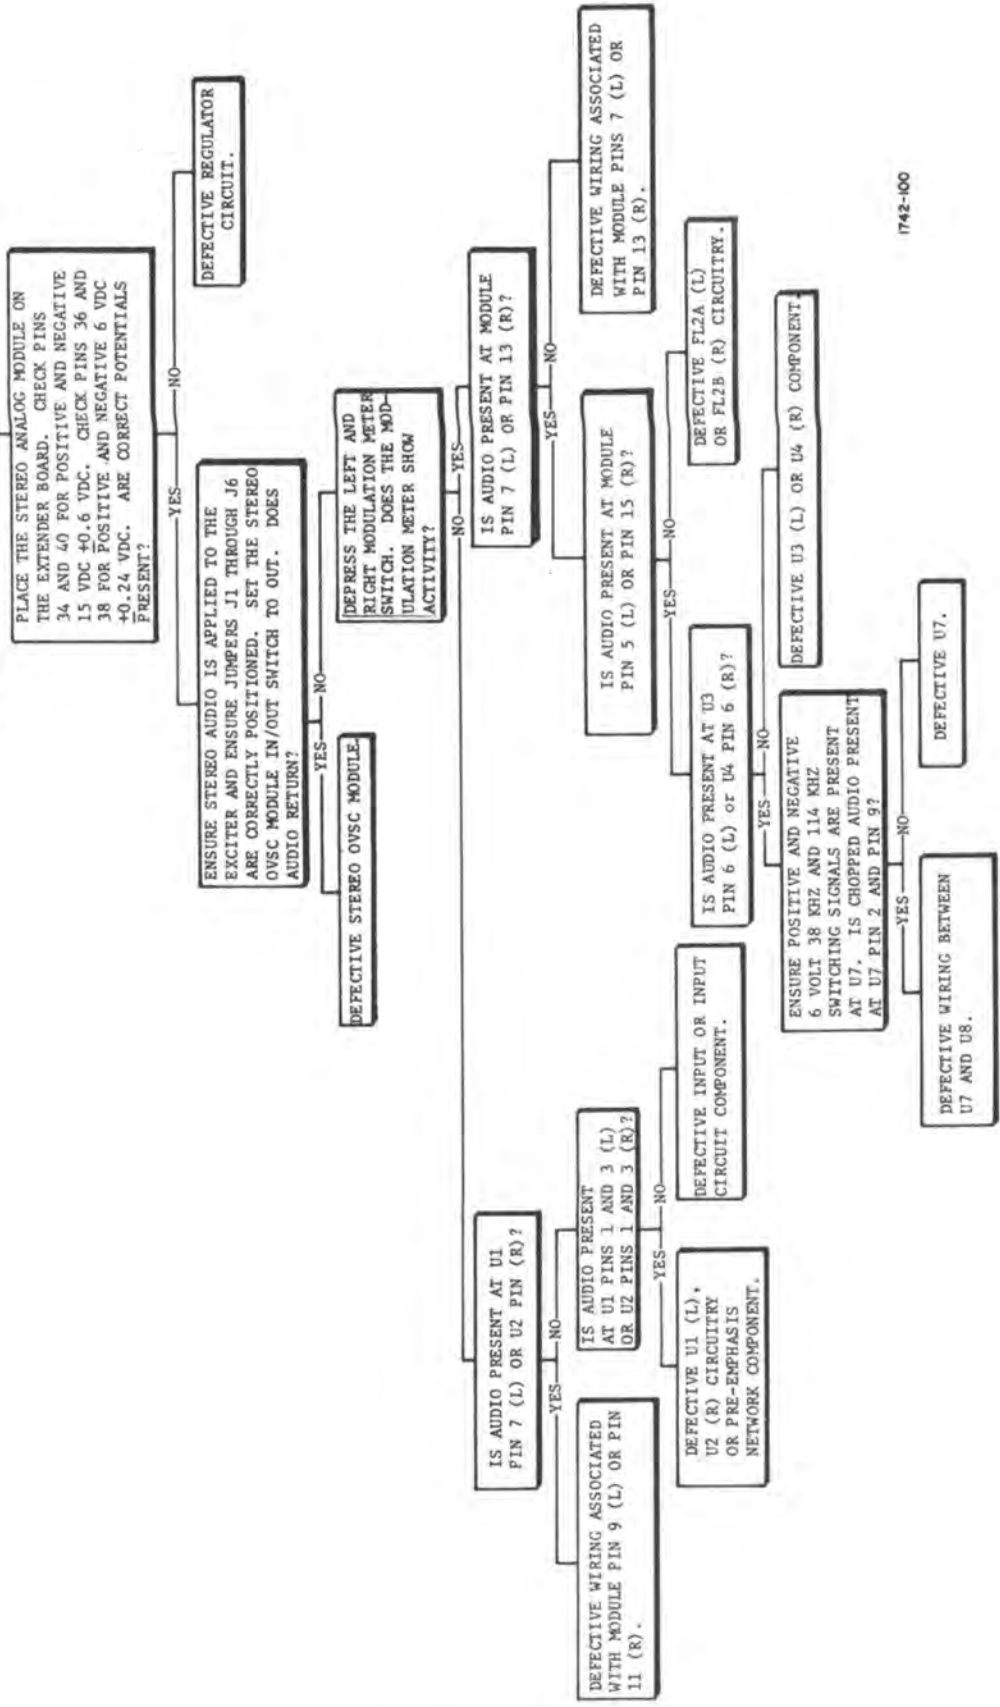 PLACE THE STEREO ANALOG MODULE ON
THE EXTENDER BOARD. CHECK PINS
34 AND 40 FOR POSITIVE AND NEGATIVE
15 VDC +0.6 VDC. CHECK PINS 36 AND
38 FOR POSITIVE AND NEGATIVE 6 VDC
+0.24 VDC. ARE CORRECT POTENTIALS
PRESENT?
YES
NO
DEFECTIVE REGULATOR
CIRCUIT.
ENSURE STEREO AUDIO IS APPLIED TO THE
EXCITER AND ENSURE JUMPERS J1 THROUGH J6
ARE CORRECTLY POSITIONED. SET THE STEREO
OVSC MODULE IN/OUT SWITCH TO OUT. DOES
AUDIO RETURN?
YES
NO
DEFECTIVE STEREO OVSC MODULE
DEPRESS THE LEFT AND
RIGHT MODULATION METER
SWITCH. DOES THE MOD-
ULATION METER SHOW
ACTIVITY?
NO
YES
IS AUDIO PRESENT AT U1
PIN 7 (L) OR U2 PIN (R)?
IS AUDIO PRESENT AT MODULE
PIN 7 (L) OR PIN 13 (R)?
YES
NO
YES
NO
DEFECTIVE WIRING ASSOCIATED
WITH MODULE PIN 9 (L) OR PIN
11 (R).
IS AUDIO PRESENT
AT U1 PINS 1 AND 3 (L)
OR U2 PINS 1 AND 3 (R)?
IS AUDIO PRESENT AT MODULE
PIN 5 (L) OR PIN 15 (R)?
DEFECTIVE WIRING ASSOCIATED
WITH MODULE PINS 7 (L) OR
PIN 13 (R).
YES
NO
YES
NO
DEFECTIVE U1 (L),
U2 (R) CIRCUITRY
OR PRE-EMPHASIS
NETWORK COMPONENT.
DEFECTIVE INPUT OR INPUT
CIRCUIT COMPONENT.
IS AUDIO PRESENT AT U3
PIN 6 (L) or U4 PIN 6 (R)?
DEFECTIVE FL2A (L)
OR FL2B (R) CIRCUITRY.
YES
NO
ENSURE POSITIVE AND NEGATIVE
6 VOLT 38 KHZ AND 114 KHZ
SWITCHING SIGNALS ARE PRESENT
AT U7. IS CHOPPED AUDIO PRESENT
AT U7 PIN 2 AND PIN 9?
DEFECTIVE U3 (L) OR U4 (R) COMPONENT.
YES
NO
DEFECTIVE WIRING BETWEEN
U7 AND U8.
DEFECTIVE U7.
1742-100